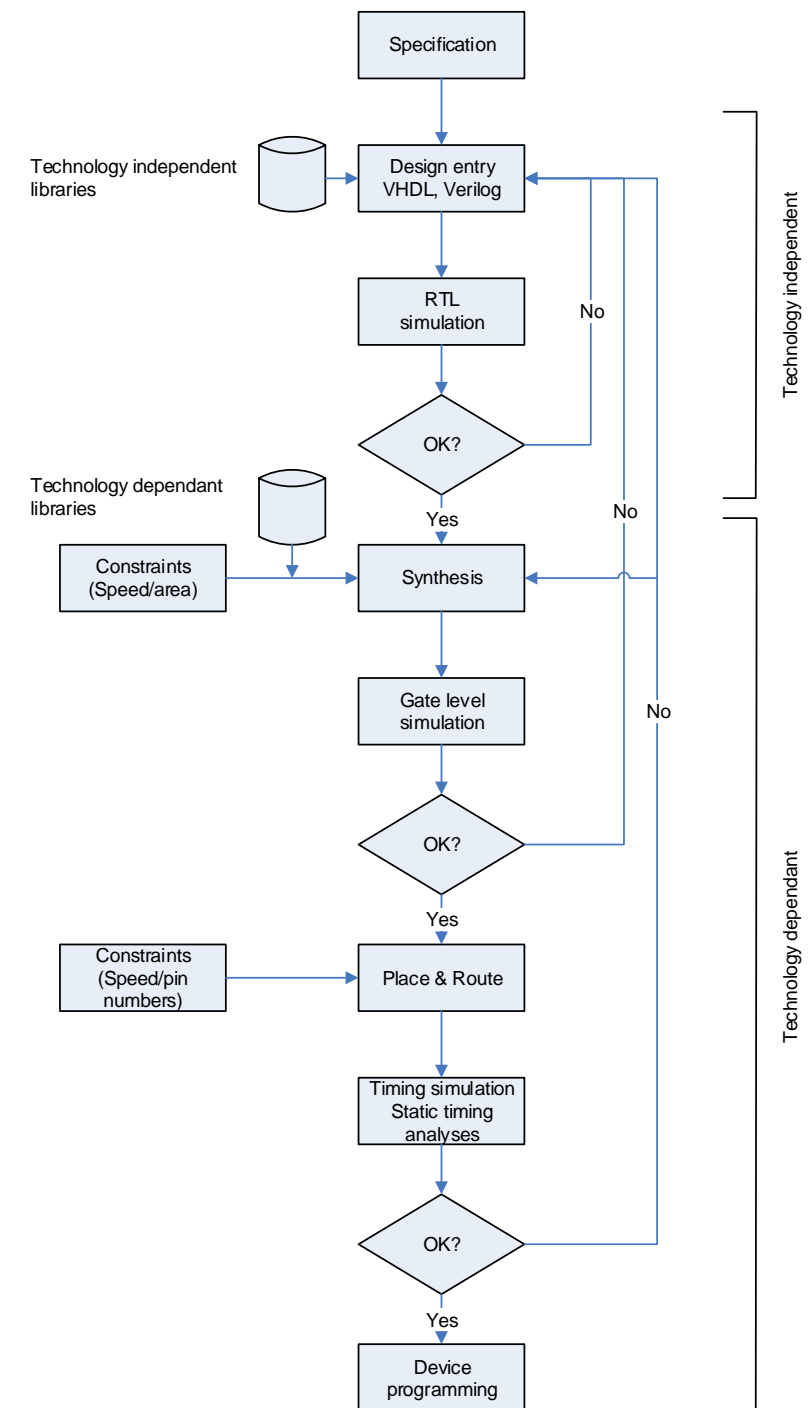 Specification
Technology independent
libraries
Design entry
VHDL, Verilog
Technology independent
RTL
simulation
No
OK?
Technology dependant
libraries
Yes
No
Constraints
(Speed/area)
Synthesis
Gate level
simulation
No
OK?
Technology dependant
Yes
Constraints
(Speed/pin
numbers)
Place & Route
Timing simulation
Static timing
analyses
OK?
Yes
Device
programming